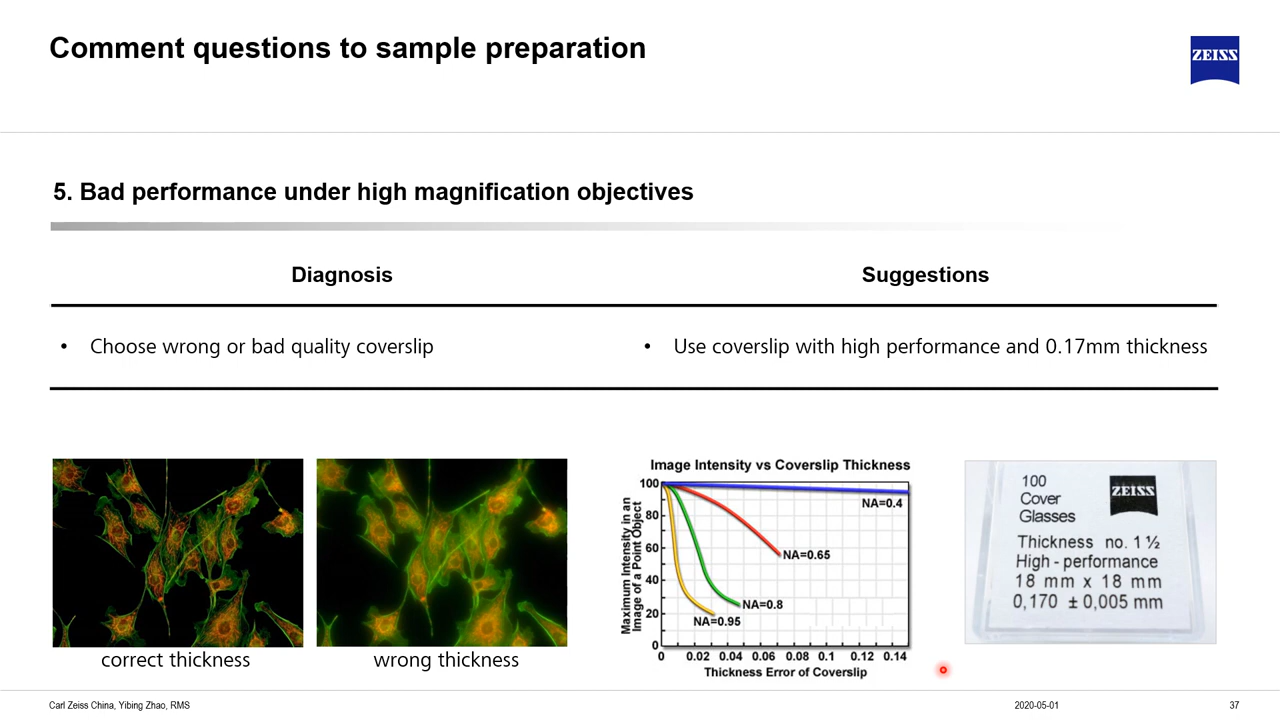 Comment questions to sample preparation
ZEISS
5. Bad performance under high magnification objectives
Diagnosis
Suggestions
• Choose wrong or bad quality coverslip
• Use coverslip with high performance and 0.17mm thickness
correct thickness
wrong thickness
Image Intensity vs Coverslip Thickness
Maximum Intensity in an
Image of a Point Object
100
80
60
40
20
0
NA=0.4
NA=0.65
NA=0.8
NA=0.95
0 0.02 0.04 0.06 0.08 0.1 0.12 0.14
Thickness Error of Coverslip
100
Cover
Glasses
ZEISS
Thickness no. 1 ½
High - performance
18 mm x 18 mm
0,170 ± 0,005 mm
Carl Zeiss China, Yibing Zhao, RMS
2020-05-01
37